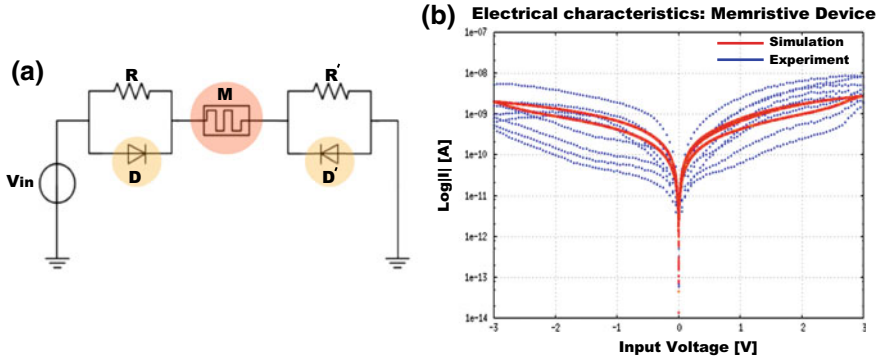 (a)
R
R′
M
D
D′
Vin
(b) Electrical characteristics: Memristive Device
Simulation
Experiment
Log|I| [A]
1e-07
1e-08
1e-09
1e-10
1e-11
1e-12
1e-13
1e-14
-3 -2 -1 0 1 2 3
Input Voltage [V]